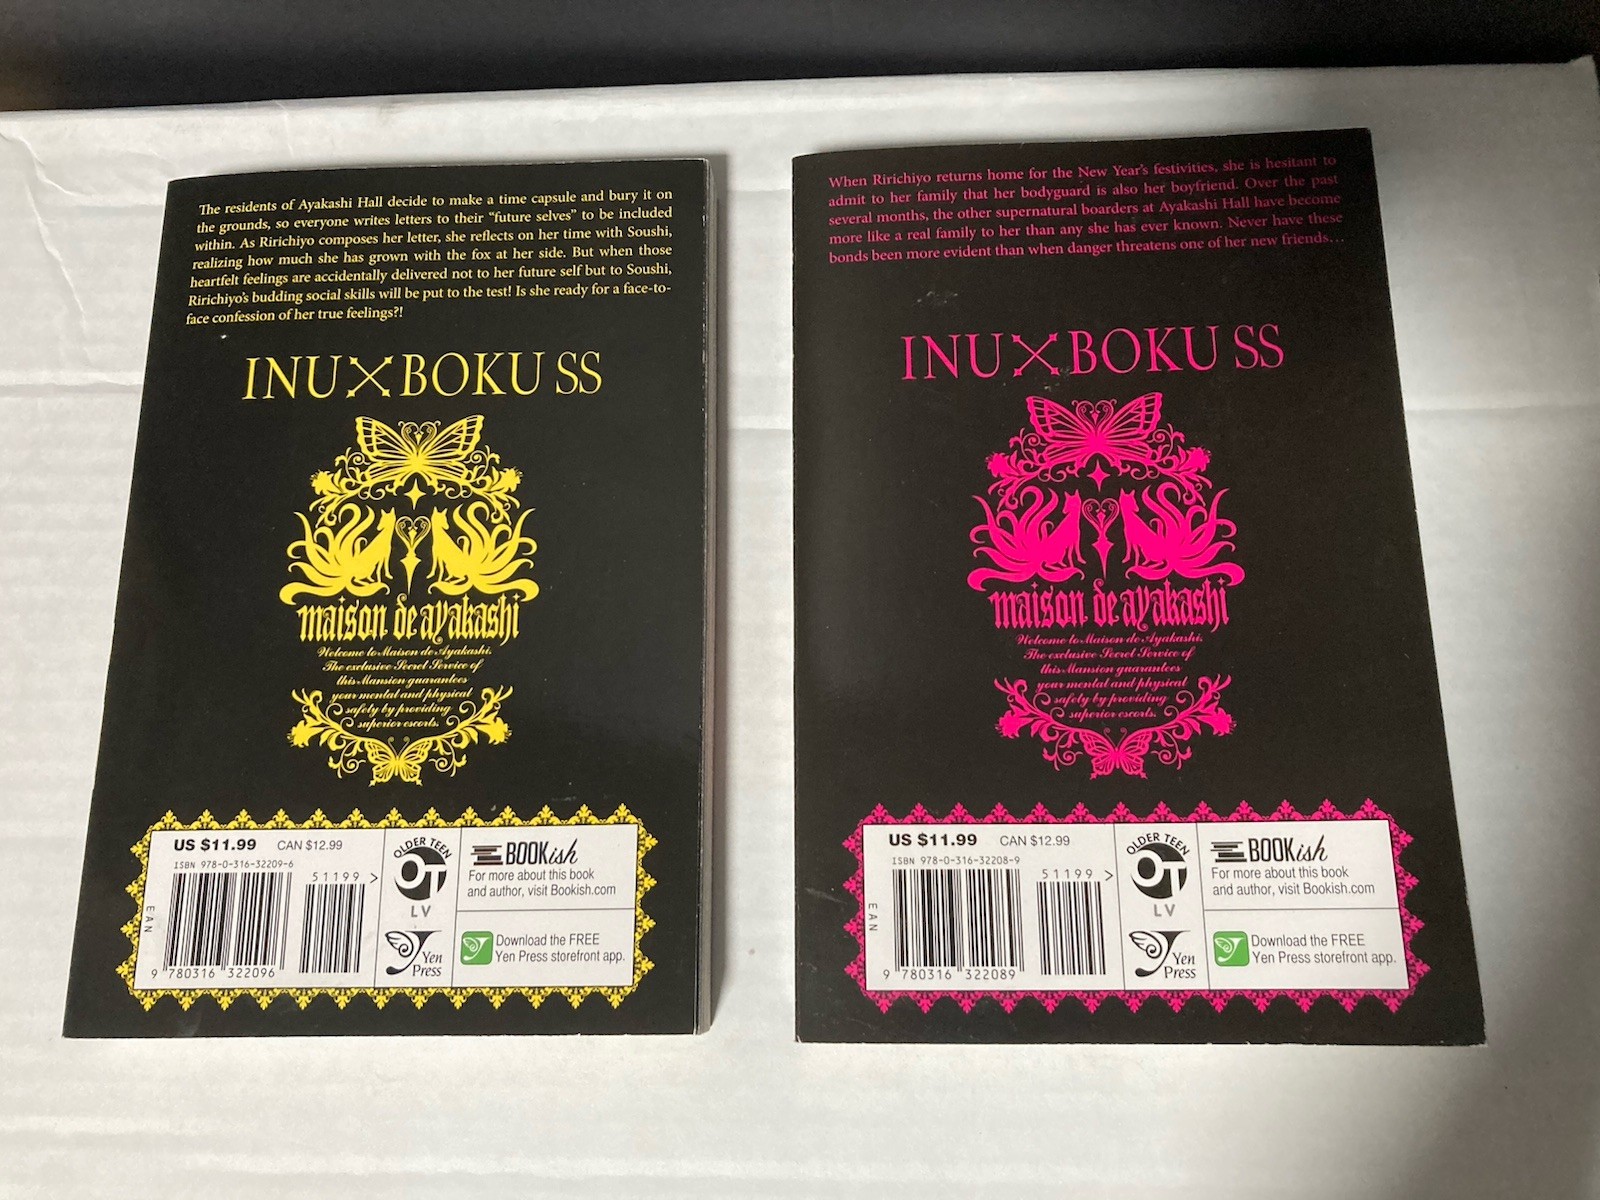 The residents of Ayakashi Hall decide to make a time capsule and bury it on
the grounds, so everyone writes letters to their “future selves” to be included
within. As Ririchiyo composes her letter, she reflects on her time with Soushi,
realizing how much she has grown with the fox at her side. But when those
heartfelt feelings are accidentally delivered not to her future self but to Soushi,
Ririchiyo's budding social skills will be put to the test! Is she ready for a face-to-
face confession of her true feelings?!
INU×BOKU SS
maison de ayakashi
Welcome to Maison de Ayakashi.
The exclusive Secret Service of
this Mansion guarantees
your mental and physical
safety by providing
superior escorts.
US $11.99 CAN $12.99
ISBN 978-0-316-32209-6
51199 >
EAN
9 780316 322096
OLDER TEEN
OT
LV
Yen
Press
BOOKish
For more about this book
and author, visit Bookish.com
Download the FREE
Yen Press storefront app.
When Ririchiyo returns home for the New Year's festivities, she is hesitant to
admit to her family that her bodyguard is also her boyfriend. Over the past
several months, the other supernatural boarders at Ayakashi Hall have become
more like a real family to her than any she has ever known. Never have these
bonds been more evident than when danger threatens one of her new friends...
INU×BOKU SS
maison de ayakashi
Welcome to Maison de Ayakashi.
The exclusive Secret Service of
this Mansion guarantees
your mental and physical
safety by providing
superior escorts.
US $11.99 CAN $12.99
ISBN 978-0-316-32208-9
51199 >
EAN
9 780316 322089
OLDER TEEN
OT
LV
Yen
Press
BOOKish
For more about this book
and author, visit Bookish.com
Download the FREE
Yen Press storefront app.